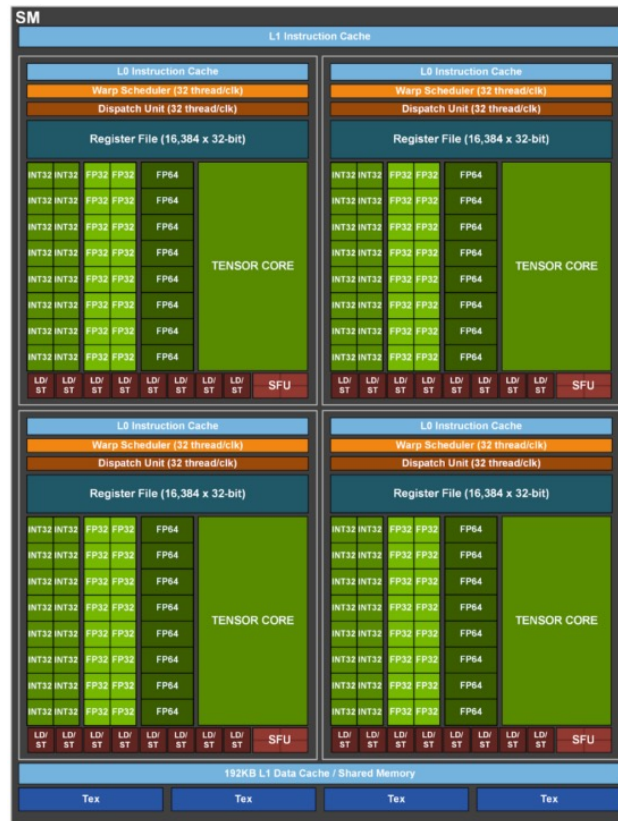 SM
L1 Instruction Cache
L0 Instruction Cache
Warp Scheduler (32 thread/clk)
Dispatch Unit (32 thread/clk)
Register File (16,384 x 32-bit)
INT32 INT32 FP32 FP32 FP64
INT32 INT32 FP32 FP32 FP64
INT32 INT32 FP32 FP32 FP64
INT32 INT32 FP32 FP32 FP64
TENSOR CORE
INT32 INT32 FP32 FP32 FP64
INT32 INT32 FP32 FP32 FP64
INT32 INT32 FP32 FP32 FP64
INT32 INT32 FP32 FP32 FP64
LD/ LD/ LD/ LD/ LD/ LD/ LD/ LD/
ST ST ST ST ST ST ST ST
SFU
L0 Instruction Cache
Warp Scheduler (32 thread/clk)
Dispatch Unit (32 thread/clk)
Register File (16,384 x 32-bit)
INT32 INT32 FP32 FP32 FP64
INT32 INT32 FP32 FP32 FP64
INT32 INT32 FP32 FP32 FP64
INT32 INT32 FP32 FP32 FP64
TENSOR CORE
INT32 INT32 FP32 FP32 FP64
INT32 INT32 FP32 FP32 FP64
INT32 INT32 FP32 FP32 FP64
INT32 INT32 FP32 FP32 FP64
LD/ LD/ LD/ LD/ LD/ LD/ LD/ LD/
ST ST ST ST ST ST ST ST
SFU
L0 Instruction Cache
Warp Scheduler (32 thread/clk)
Dispatch Unit (32 thread/clk)
Register File (16,384 x 32-bit)
INT32 INT32 FP32 FP32 FP64
INT32 INT32 FP32 FP32 FP64
INT32 INT32 FP32 FP32 FP64
INT32 INT32 FP32 FP32 FP64
TENSOR CORE
INT32 INT32 FP32 FP32 FP64
INT32 INT32 FP32 FP32 FP64
INT32 INT32 FP32 FP32 FP64
INT32 INT32 FP32 FP32 FP64
LD/ LD/ LD/ LD/ LD/ LD/ LD/ LD/
ST ST ST ST ST ST ST ST
SFU
L0 Instruction Cache
Warp Scheduler (32 thread/clk)
Dispatch Unit (32 thread/clk)
Register File (16,384 x 32-bit)
INT32 INT32 FP32 FP32 FP64
INT32 INT32 FP32 FP32 FP64
INT32 INT32 FP32 FP32 FP64
INT32 INT32 FP32 FP32 FP64
TENSOR CORE
INT32 INT32 FP32 FP32 FP64
INT32 INT32 FP32 FP32 FP64
INT32 INT32 FP32 FP32 FP64
INT32 INT32 FP32 FP32 FP64
LD/ LD/ LD/ LD/ LD/ LD/ LD/ LD/
ST ST ST ST ST ST ST ST
SFU
192KB L1 Data Cache / Shared Memory
Tex Tex Tex Tex